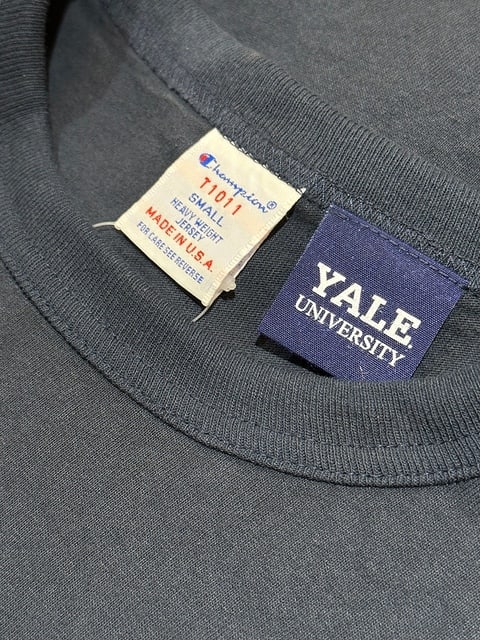 Champion®
T1011
SMALL
HEAVY WEIGHT
JERSEY
MADE IN U.S.A.
FOR CARE SEE REVERSE
YALE
UNIVERSITY